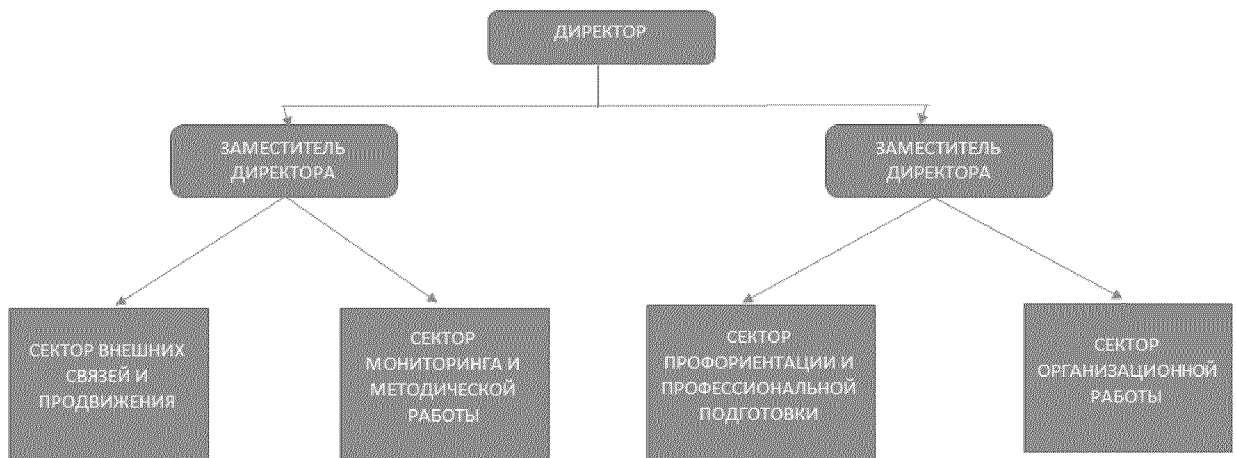 ДИРЕКТОР
ЗАМЕСТИТЕЛЬ
ДИРЕКТОРА
ЗАМЕСТИТЕЛЬ
ДИРЕКТОРА
СЕКТОР ВНЕШНИХ
СВЯЗЕЙ И
ПРОДВИЖЕНИЯ
СЕКТОР
МОНИТОРИНГА И
МЕТОДИЧЕСКОЙ
РАБОТЫ
СЕКТОР
ПРОФОРИЕНТАЦИИ И
ПРОФЕССИОНАЛЬНОЙ
ПОДГОТОВКИ
СЕКТОР
ОРГАНИЗАЦИОННОЙ
РАБОТЫ